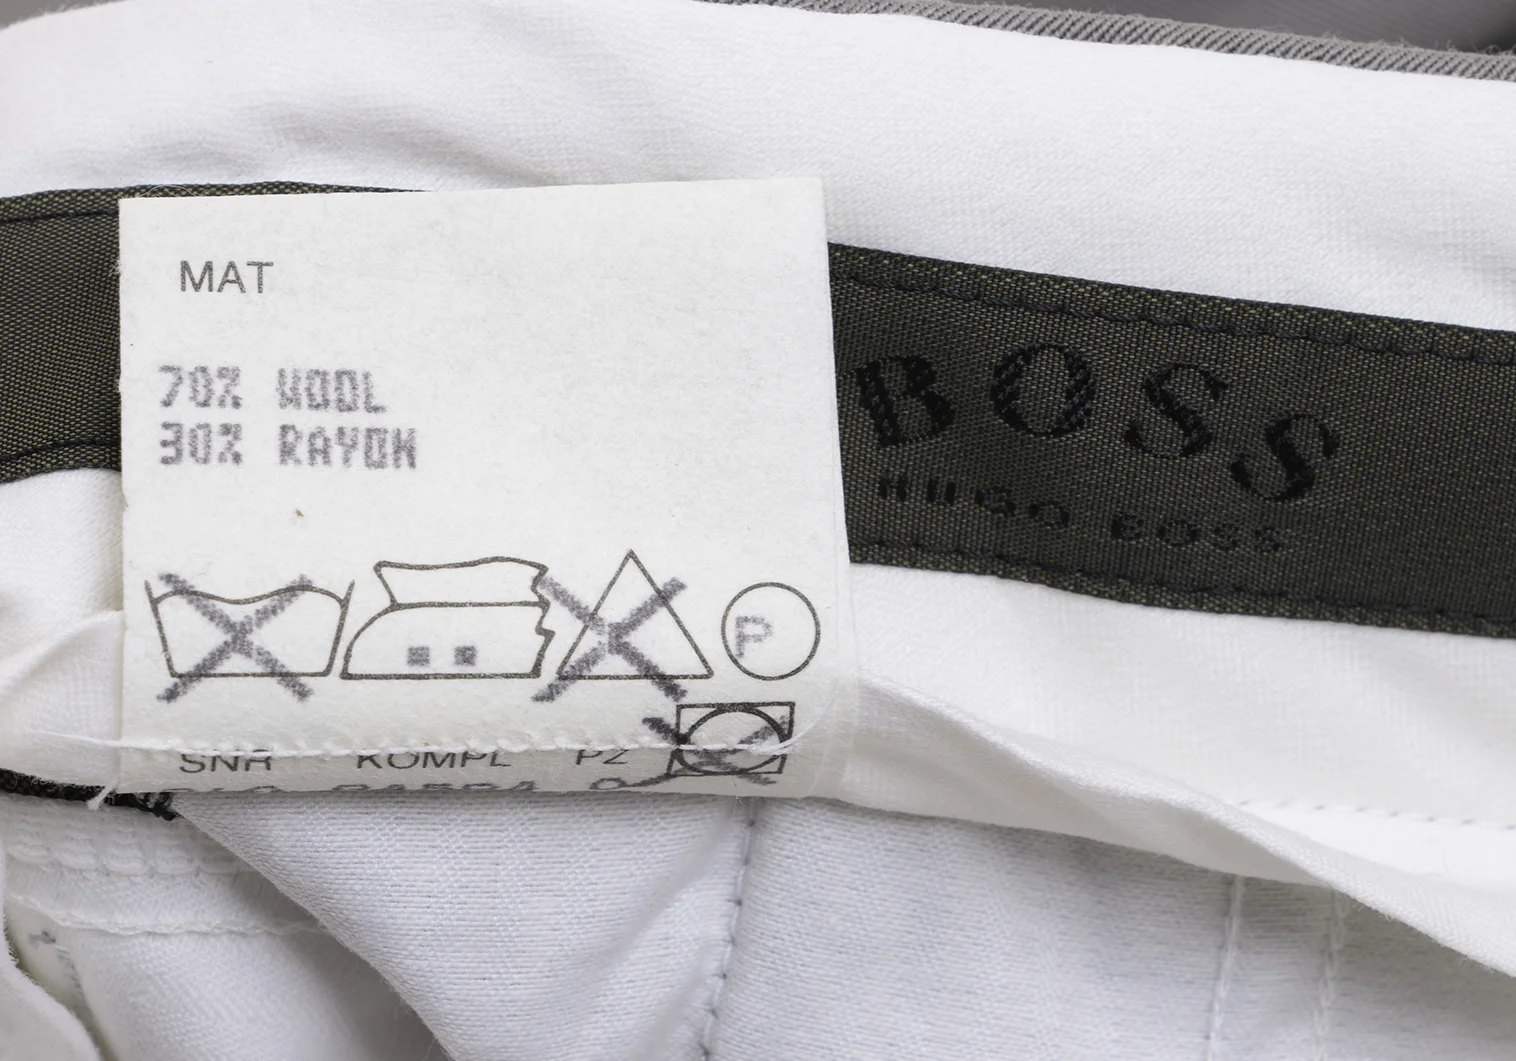 MAT
70% WOOL
30% RAYON
P
SNR KOMPL PZ
BOSS
HUGO BOSS